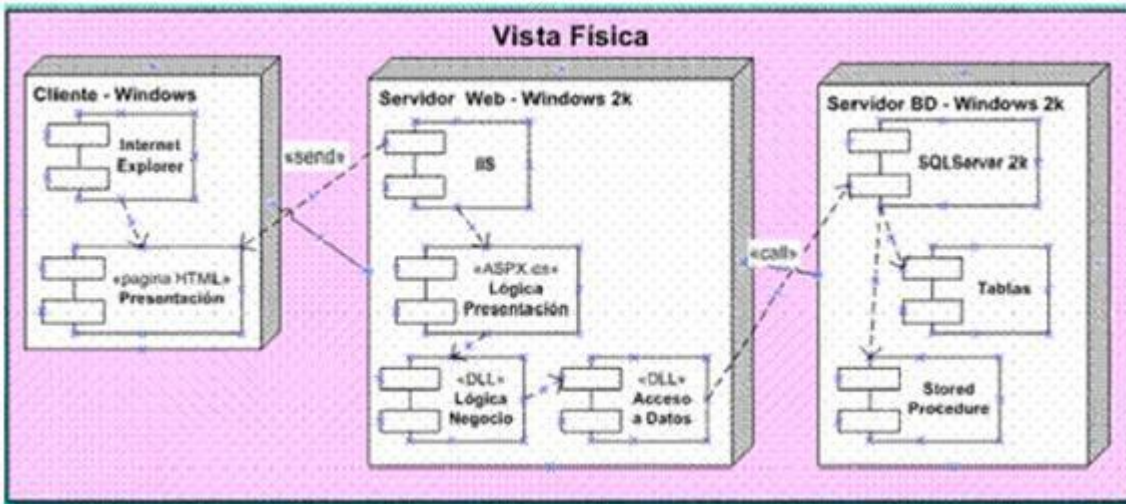 Vista Física
Cliente - Windows
Internet
Explorer
«pagina HTML»
Presentación
«send»
Servidor Web - Windows 2k
IIS
«ASPX.cs»
Lógica
Presentación
«DLL»
Lógica
Negocio
«DLL»
Acceso
a Datos
«call»
Servidor BD - Windows 2k
SQLServer 2k
Tablas
Stored
Procedure